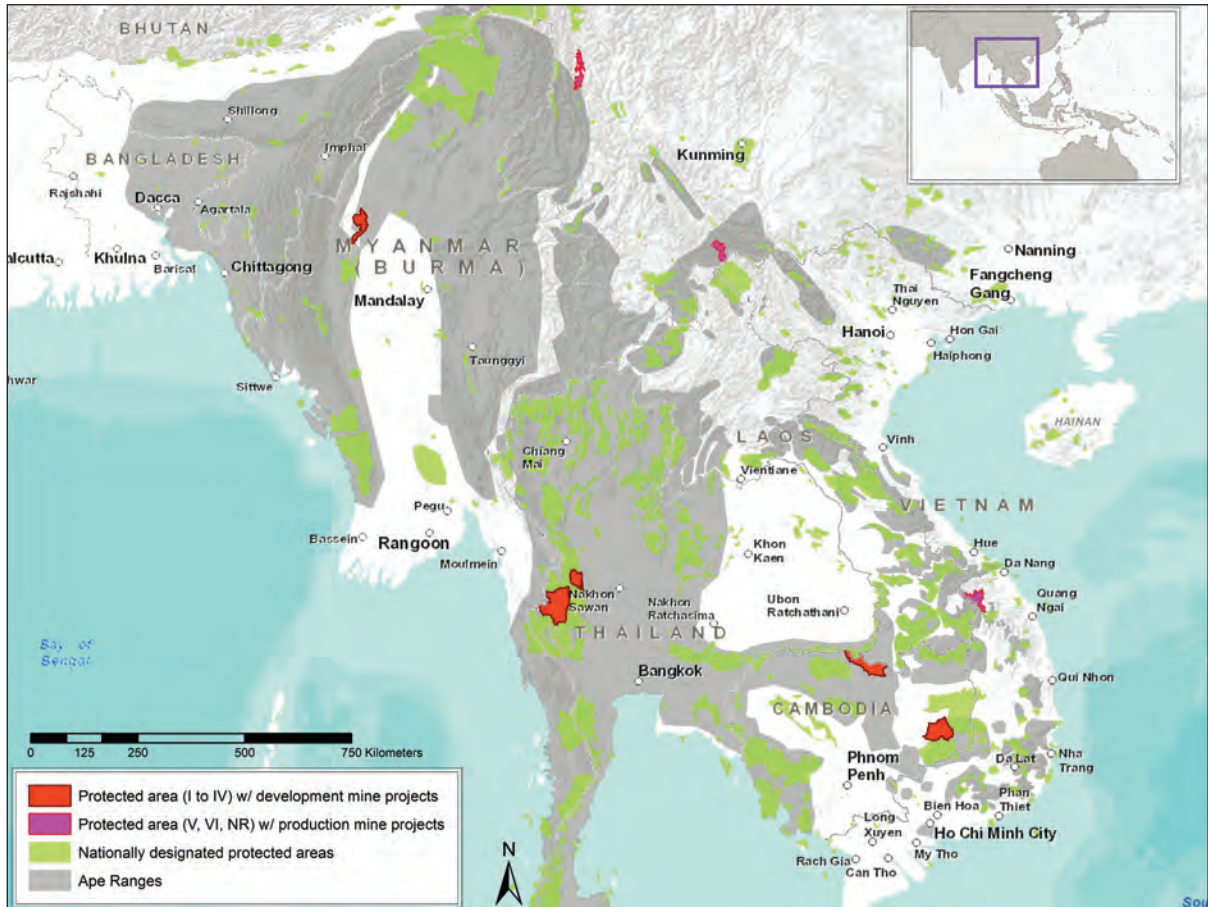 BHUTAN
Shillong
Imphal
BANGLADESH
Rajshahi
Dacca
Agartala
alcutta
Khulna
Barisal
Chittagong
MYANMAR
(BURMA)
Mandalay
Kunming
Nanning
Fangcheng
Gang
Thai
Nguyen
Hanoi
Hon Gai
Haiphong
Taunggyi
Sittwe
hwar
HAINAN
LAOS
Vinh
Chiang
Mai
Vientiane
VIETNAM
Pegu
Bassein
Rangoon
Moulmein
Khon
Kaen
Hue
Da Nang
Nakhon
Sawan
Nakhon
Ratchasima
Ubon
Ratchathani
Quang
Ngai
THAILAND
Bay of
Bengal
Bangkok
Qui Nhon
CAMBODIA
Phnom
Penh
Da Lat
Nha
Trang
Phan
Thiet
Bien Hoa
Long
Xuyen
Ho Chi Minh City
My Tho
Rach Gia
Can Tho
Sou
0 125 250 500 750 Kilometers
Protected area (I to IV) w/ development mine projects
Protected area (V, VI, NR) w/ production mine projects
Nationally designated protected areas
Ape Ranges
N